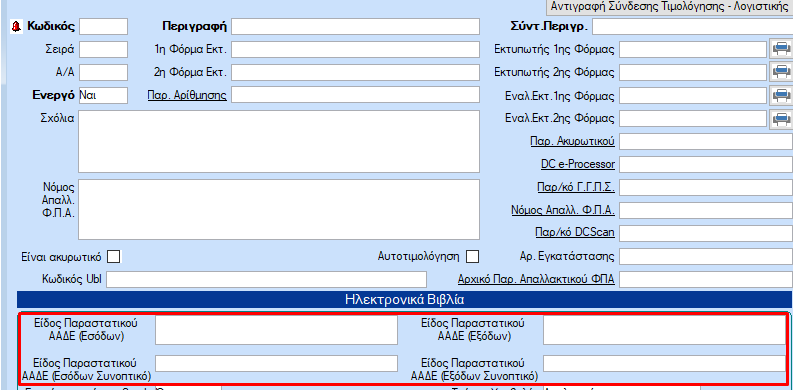 Αντιγραφή Σύνδεσης Τιμολόγησης - Λογιστικής
Κωδικός Περιγραφή Σύντ.Περιγρ.
Σειρά 1η Φόρμα Εκτ. Εκτυπωτής 1ης Φόρμας
Α/Α 2η Φόρμα Εκτ. Εκτυπωτής 2ης Φόρμας
Ενεργό Ναι Παρ. Αρίθμησης Εναλ.Εκτ.1ης Φόρμας
Σχόλια Εναλ.Εκτ.2ης Φόρμας
Παρ. Ακυρωτικού
DC e-Processor
Νόμος Απαλλ. Φ.Π.Α. Παρ/κό Γ.Γ.Π.Σ.
Νόμος Απαλλ. Φ.Π.Α.
Παρ/κό DCScan
Είναι ακυρωτικό Αυτοτιμολόγηση Αρ. Εγκατάστασης
Κωδικός Ubl Αρχικό Παρ. Απαλλακτικού ΦΠΑ
Ηλεκτρονικά Βιβλία
Είδος Παραστατικού Είδος Παραστατικού
ΑΑΔΕ (Εσόδων) ΑΑΔΕ (Εξόδων)
Είδος Παραστατικού Είδος Παραστατικού
ΑΑΔΕ (Εσόδων Συνοπτικό) ΑΑΔΕ (Εξόδων Συνοπτικό)